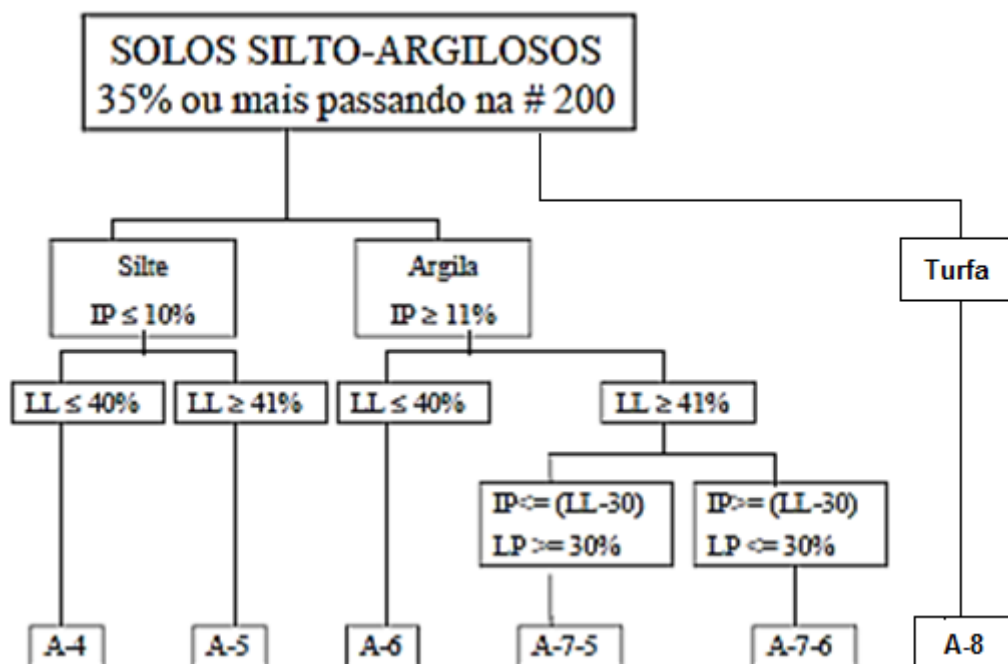 SOLOS SILTO-ARGILOSOS
35% ou mais passando na # 200
Silte
IP ≤ 10%
Argila
IP ≥ 11%
Turfa
LL ≤ 40%
LL ≥ 41%
LL ≤ 40%
LL ≥ 41%
IP<= (LL-30)
LP >= 30%
IP>= (LL-30)
LP <= 30%
A-4
A-5
A-6
A-7-5
A-7-6
A-8